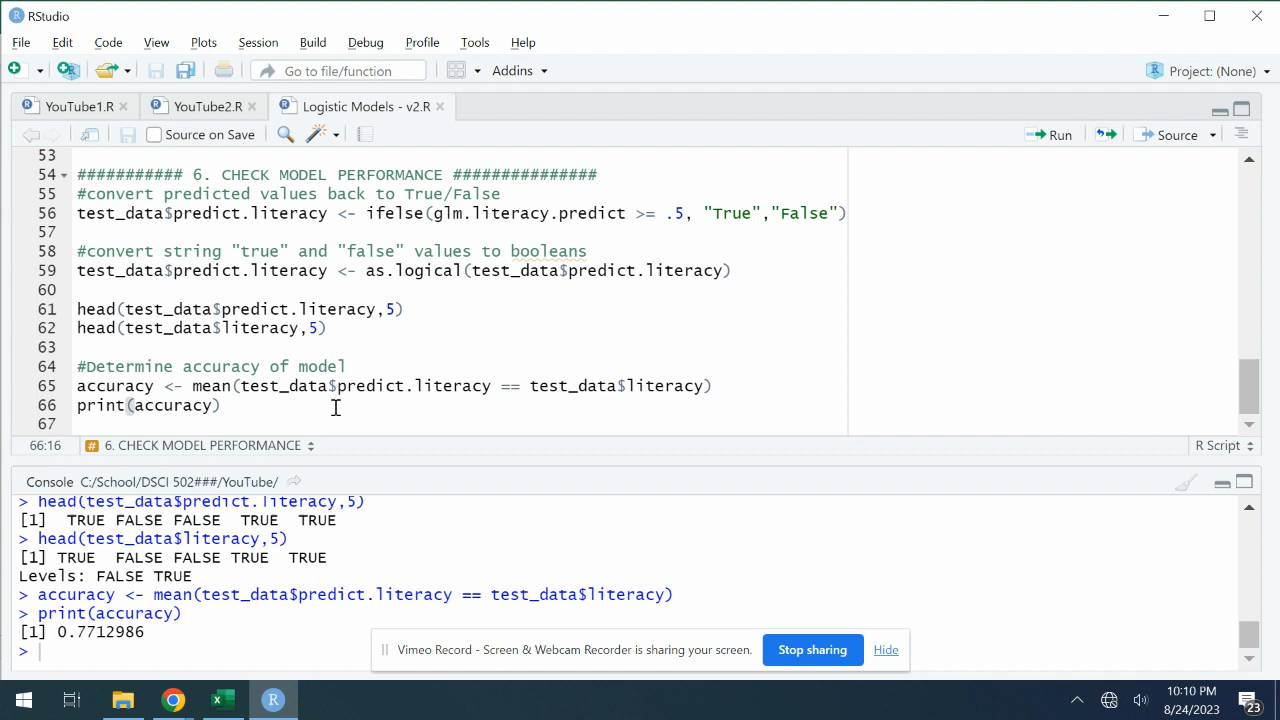 RStudio
File Edit Code View Plots Session Build Debug Profile Tools Help
Go to file/function Addins Project: (None)
YouTube1.R YouTube2.R Logistic Models - v2.R
Source on Save Run Source
53
54 ########### 6. CHECK MODEL PERFORMANCE ###############
55 #convert predicted values back to True/False
56 test_data$predict.literacy <- ifelse(glm.literacy.predict >= .5, "True","False")
57
58 #convert string "true" and "false" values to booleans
59 test_data$predict.literacy <- as.logical(test_data$predict.literacy)
60
61 head(test_data$predict.literacy,5)
62 head(test_data$literacy,5)
63
64 #Determine accuracy of model
65 accuracy <- mean(test_data$predict.literacy == test_data$literacy)
66 print(accuracy)
67
66:16 # 6. CHECK MODEL PERFORMANCE R Script
Console C:/School/DSCI 502###/YouTube/
> head(test_data$predict.literacy,5)
[1] TRUE FALSE FALSE TRUE TRUE
> head(test_data$literacy,5)
[1] TRUE FALSE FALSE TRUE TRUE
Levels: FALSE TRUE
> accuracy <- mean(test_data$predict.literacy == test_data$literacy)
> print(accuracy)
[1] 0.7712986
>
Vimeo Record - Screen & Webcam Recorder is sharing your screen. Stop sharing Hide
10:10 PM
8/24/2023
23